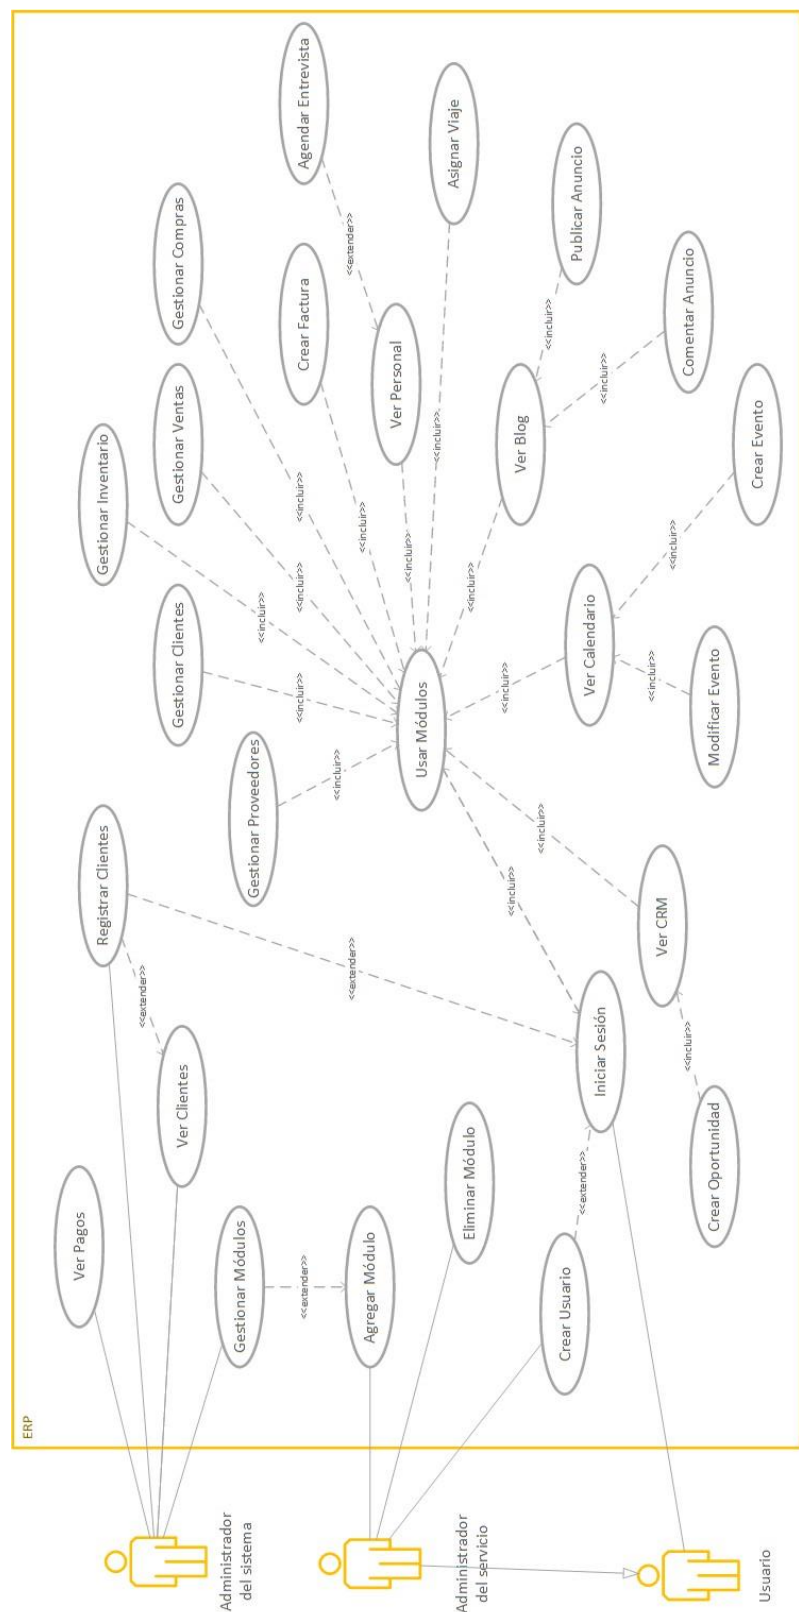 ERP
Administrador
del sistema
Administrador
del servicio
Usuario
Ver Pagos
Registrar Clientes
<<extender>>
Ver Clientes
Gestionar Módulos
<<extender>>
Agregar Módulo
Eliminar Módulo
Crear Usuario
<<extender>>
Iniciar Sesión
<<extender>>
<<incluir>>
Crear Oportunidad
<<incluir>>
Ver CRM
<<incluir>>
Usar Módulos
Gestionar Proveedores
<<incluir>>
Gestionar Clientes
<<incluir>>
Gestionar Inventario
<<incluir>>
Gestionar Ventas
<<incluir>>
Gestionar Compras
<<incluir>>
Crear Factura
<<incluir>>
Ver Personal
<<incluir>>
Agendar Entrevista
<<extender>>
Asignar Viaje
<<incluir>>
Ver Blog
<<incluir>>
Publicar Anuncio
<<incluir>>
Comentar Anuncio
<<incluir>>
Ver Calendario
<<incluir>>
Crear Evento
<<incluir>>
Modificar Evento
<<incluir>>